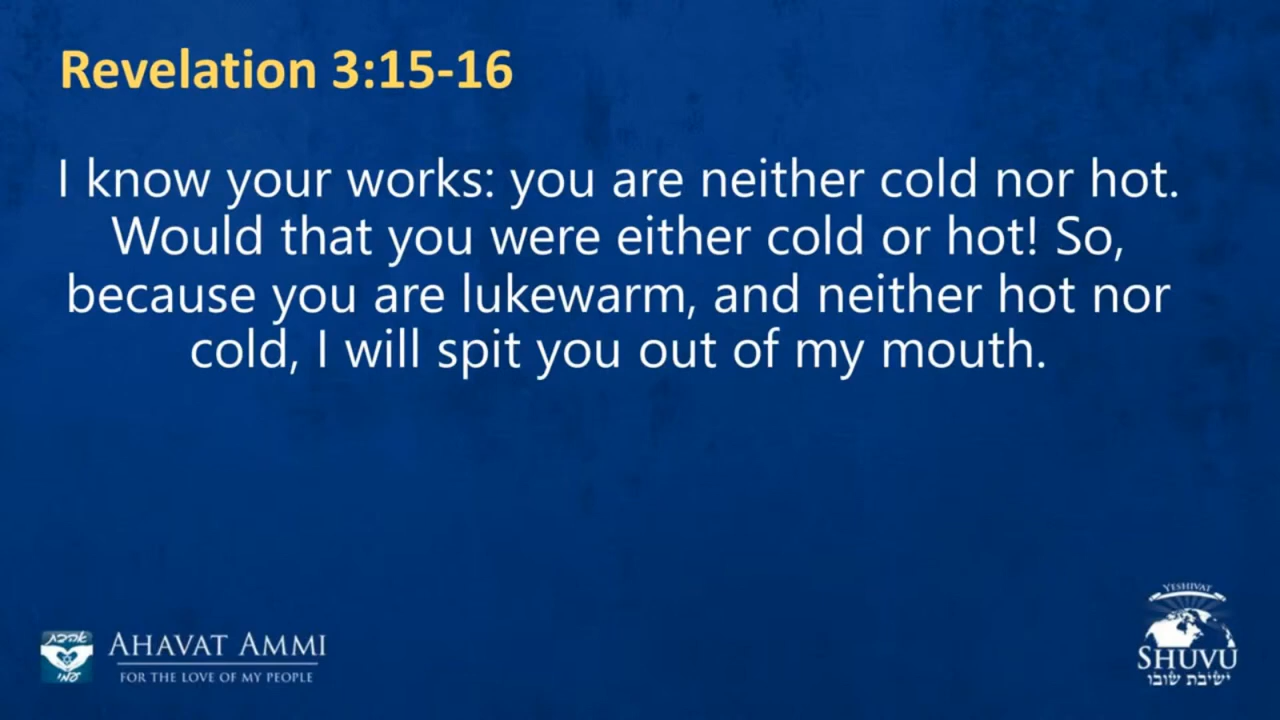 Revelation 3:15-16
I know your works: you are neither cold nor hot.
Would that you were either cold or hot! So,
because you are lukewarm, and neither hot nor
cold, I will spit you out of my mouth.
אהבת
עמי
AHAVAT AMMI
FOR THE LOVE OF MY PEOPLE
YESHIVAT
SHUVU
ישיבת שובו